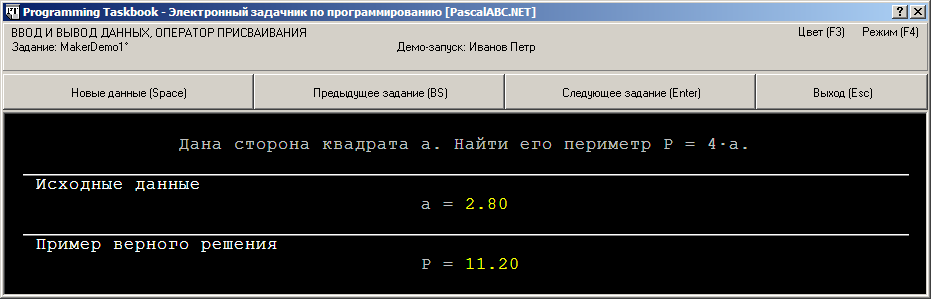 Programming Taskbook - Электронный задачник по программированию [PascalABC.NET]
ВВОД И ВЫВОД ДАННЫХ, ОПЕРАТОР ПРИСВАИВАНИЯ
Цвет (F3) Режим (F4)
Задание: MakerDemo1°
Демо-запуск: Иванов Петр
Новые данные (Space) Предыдущее задание (BS) Следующее задание (Enter) Выход (Esc)
Дана сторона квадрата a. Найти его периметр P = 4·a.
Исходные данные
a = 2.80
Пример верного решения
P = 11.20